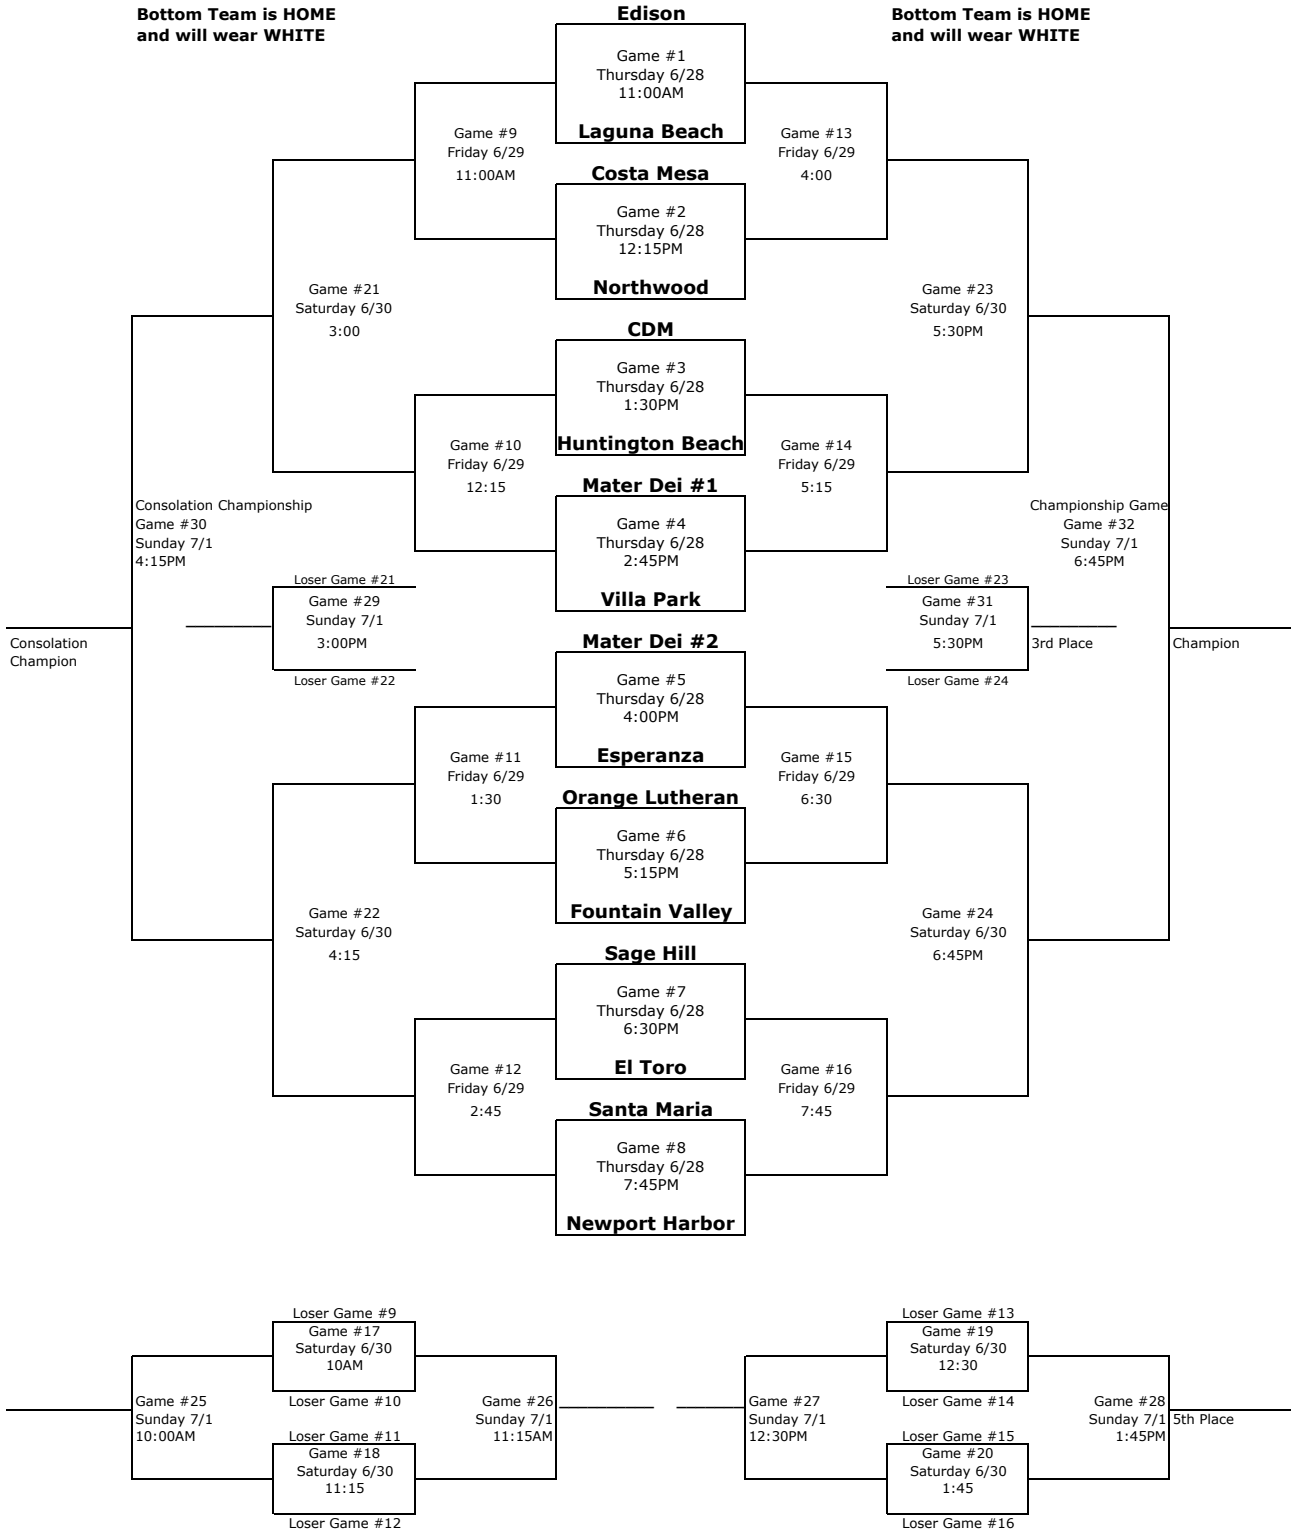 Bottom Team is HOME
and will wear WHITE
Edison
Bottom Team is HOME
and will wear WHITE
Game #1
Thursday 6/28
11:00AM
Laguna Beach
Game #9
Friday 6/29
11:00AM
Game #13
Friday 6/29
4:00
Costa Mesa
Game #2
Thursday 6/28
12:15PM
Northwood
Game #21
Saturday 6/30
3:00
Game #23
Saturday 6/30
5:30PM
CDM
Game #3
Thursday 6/28
1:30PM
Huntington Beach
Game #10
Friday 6/29
12:15
Game #14
Friday 6/29
5:15
Mater Dei #1
Game #4
Thursday 6/28
2:45PM
Villa Park
Consolation Championship
Game #30
Sunday 7/1
4:15PM
Championship Game
Game #32
Sunday 7/1
6:45PM
Loser Game #21
Game #29
Sunday 7/1
3:00PM
Loser Game #22
Loser Game #23
Game #31
Sunday 7/1
5:30PM
Loser Game #24
3rd Place
Consolation
Champion
Champion
Mater Dei #2
Game #5
Thursday 6/28
4:00PM
Esperanza
Game #11
Friday 6/29
1:30
Game #15
Friday 6/29
6:30
Orange Lutheran
Game #6
Thursday 6/28
5:15PM
Fountain Valley
Game #22
Saturday 6/30
4:15
Game #24
Saturday 6/30
6:45PM
Sage Hill
Game #7
Thursday 6/28
6:30PM
El Toro
Game #12
Friday 6/29
2:45
Game #16
Friday 6/29
7:45
Santa Maria
Game #8
Thursday 6/28
7:45PM
Newport Harbor
Loser Game #9
Game #17
Saturday 6/30
10AM
Loser Game #10
Loser Game #13
Game #19
Saturday 6/30
12:30
Loser Game #14
Game #25
Sunday 7/1
10:00AM
Game #26
Sunday 7/1
11:15AM
Game #27
Sunday 7/1
12:30PM
Game #28
Sunday 7/1
1:45PM
5th Place
Loser Game #11
Game #18
Saturday 6/30
11:15
Loser Game #12
Loser Game #15
Game #20
Saturday 6/30
1:45
Loser Game #16